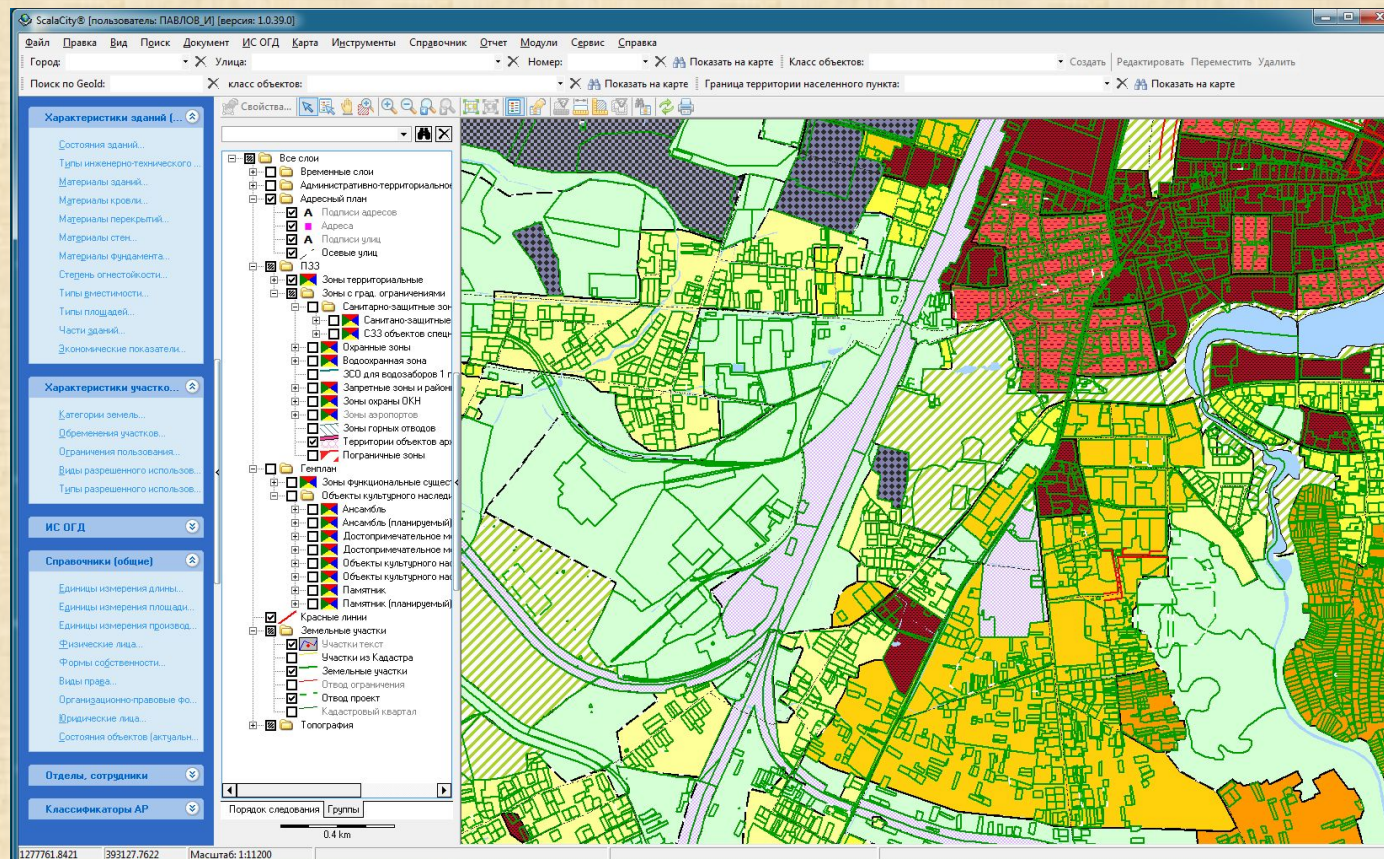 ScalaCity® [пользователь: ПАВЛОВ_И] [версия: 1.0.39.0]
Файл Правка Вид Поиск Документ ИС ОГД Карта Инструменты Справочник Отчет Модули Сервис Справка
Город: Улица: Номер: Показать на карте Класс объектов: Создать Редактировать Переместить Удалить
Поиск по GeoId: класс объектов: Показать на карте Граница территории населенного пункта: Показать на карте
Свойства...
Характеристики зданий (...
Состояния зданий...
Типы инженерно-технического ...
Материалы зданий...
Материалы кровли...
Материалы перекрытий...
Материалы стен...
Материалы фундамента...
Степень огнестойкости...
Типы вместимости...
Типы площадей...
Части зданий...
Экономические показатели...
Характеристики участко...
Категории земель...
Обременения участков...
Ограничения пользования...
Виды разрешенного использов...
Типы разрешенного использов...
ИС ОГД
Справочники (общие)
Единицы измерения длины...
Единицы измерения площади...
Единицы измерения производ...
Физические лица...
Формы собственности...
Виды права...
Организационно-правовые фо...
Юридические лица...
Состояния объектов (актуальн...
Отделы, сотрудники
Классификаторы АР
Все слои
Временные слои
Административно-территориально
Адресный план
А Подписи адресов
Адреса
А Подписи улиц
Осевые улиц
ПЗЗ
Зоны территориальные
Зоны с град. ограничениями
Санитарно-защитные зон
Санитано-защитные
СЗЗ объектов спецн
Охранные зоны
Водоохранная зона
ЗСО для водозаборов 1 п
Запретные зоны и район
Зоны охраны ОКН
Зоны аэропортов
Зоны горных отводов
Территории объектов арх
Пограничные зоны
Генплан
Зоны функциональные сущес
Объекты культурного наследи
Ансамбль
Ансамбль (планируемый)
Достопримечательное м
Достопримечательное м
Объекты культурного нас
Объекты культурного нас
Памятник
Памятник (планируемый)
Красные линии
Земельные участки
Участки текст
Участки из Кадастра
Земельные участки
Отвод ограничения
Отвод проект
Кадастровый квартал
Топография
Порядок следования Группы
0.4 km
1277761.8421 393127.7622 Масштаб: 1:11200